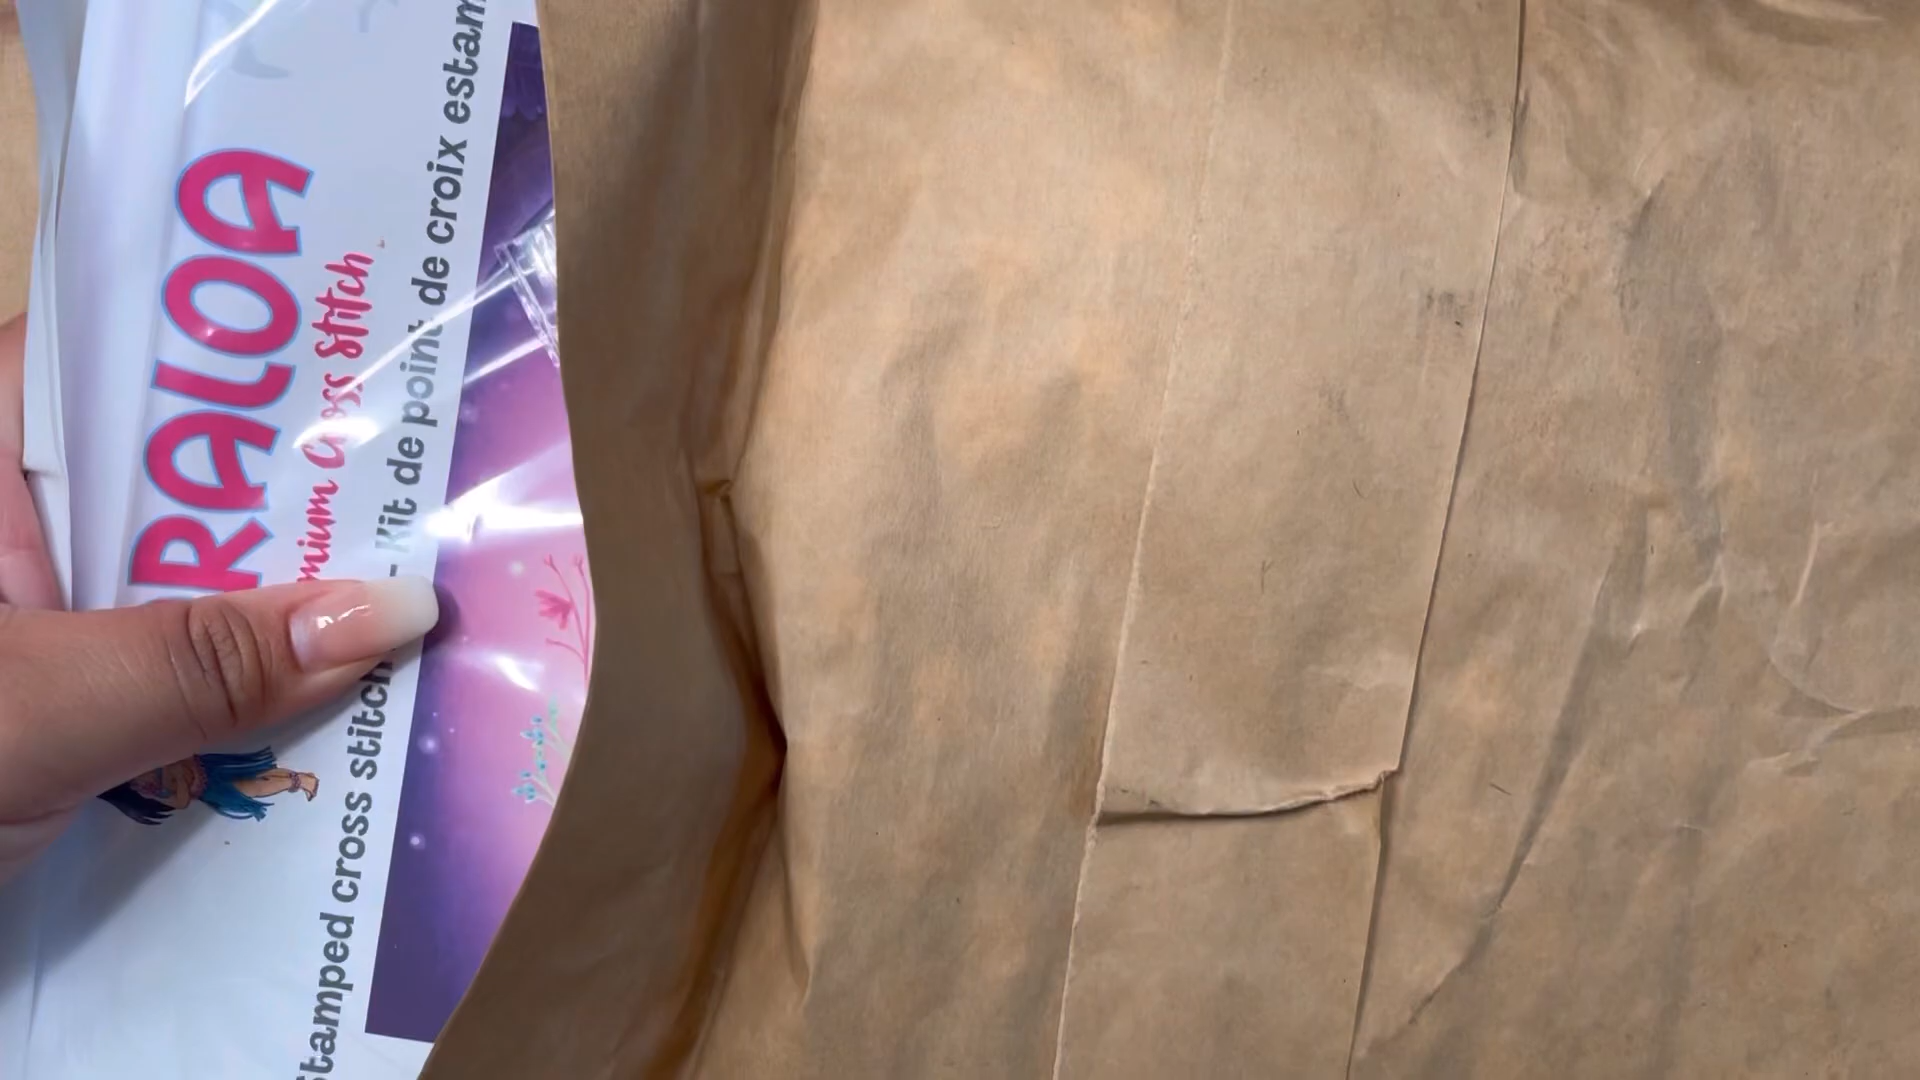 RALOA
mium Cross Stitch
Stamped cross stitch - Kit de point de croix estam